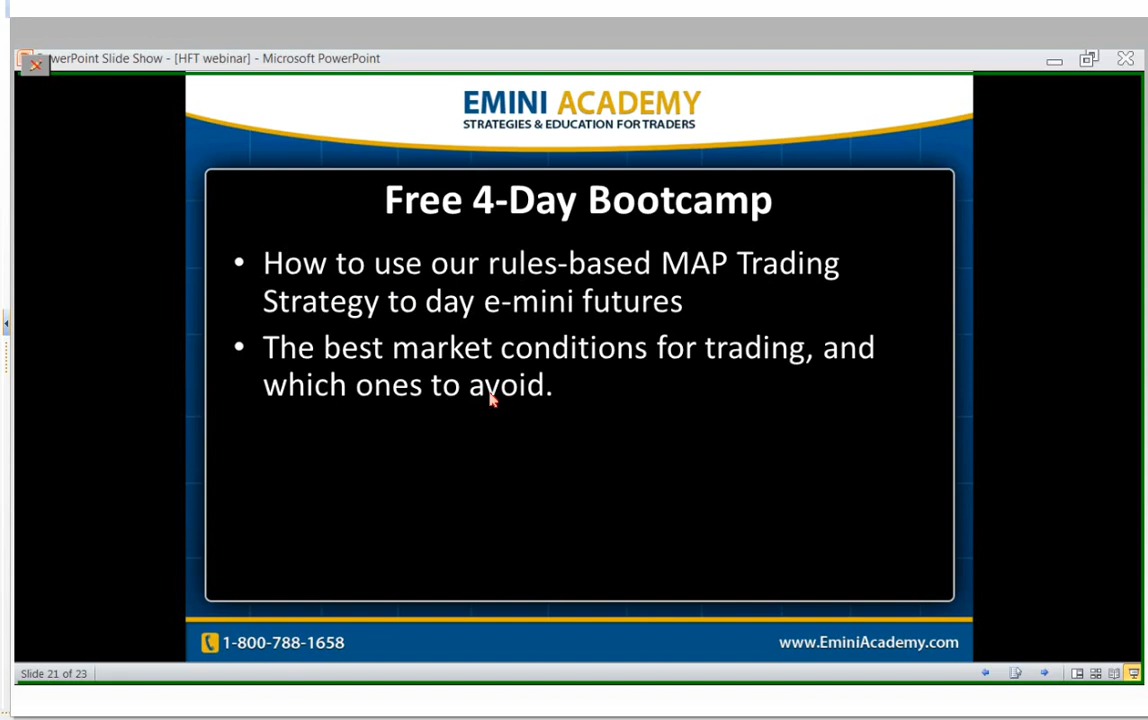 werPoint Slide Show - [HFT webinar] - Microsoft PowerPoint
EMINI ACADEMY
STRATEGIES & EDUCATION FOR TRADERS
Free 4-Day Bootcamp
• How to use our rules-based MAP Trading
Strategy to day e-mini futures
• The best market conditions for trading, and
which ones to avoid.
1-800-788-1658
www.EminiAcademy.com
Slide 21 of 23